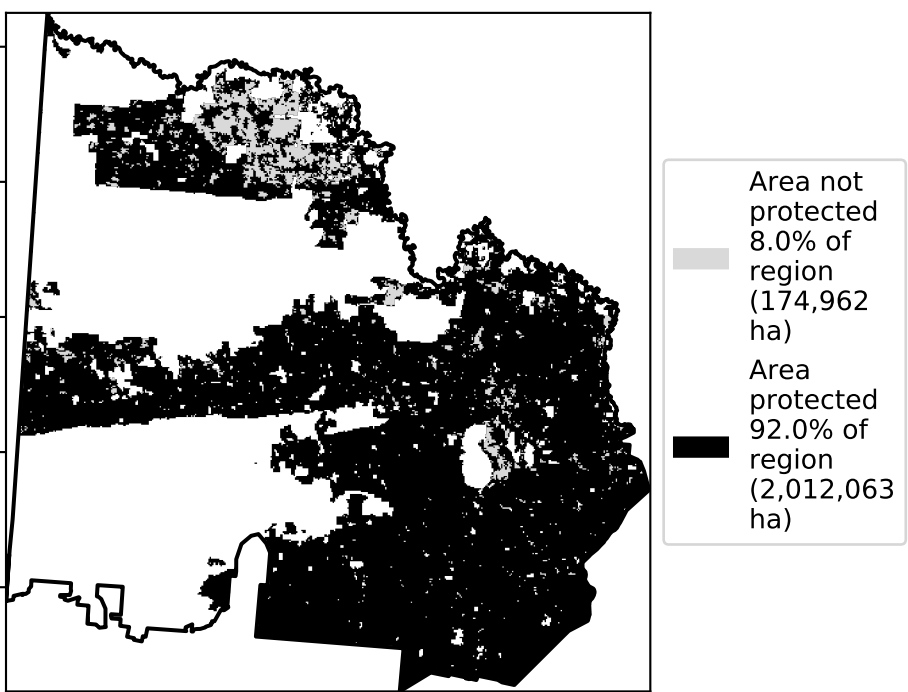 Area not
protected
8.0% of
region
(174,962
ha)
Area
protected
92.0% of
region
(2,012,063
ha)